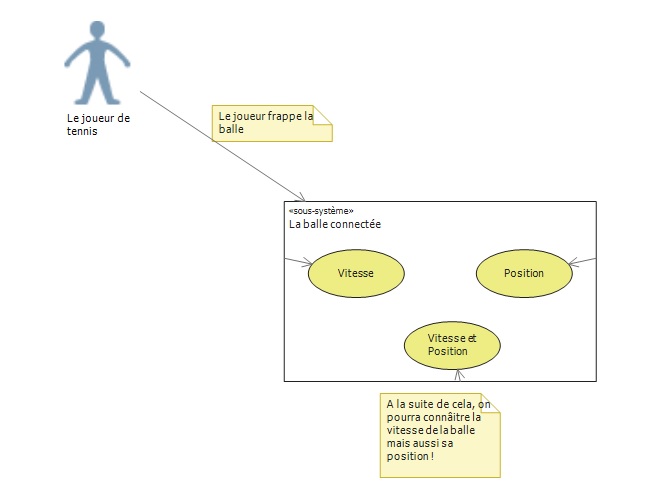 Le joueur de
tennis
Le joueur frappe la
balle
«sous-système»
La balle connectée
Vitesse
Position
Vitesse et
Position
A la suite de cela, on
pourra connâitre la
vitesse de la balle
mais aussi sa
position !